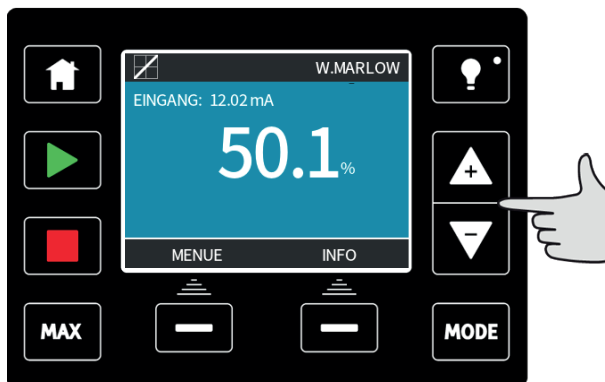 W.MARLOW
EINGANG: 12.02 mA
50.1%
MENUE INFO
MAX
MODE